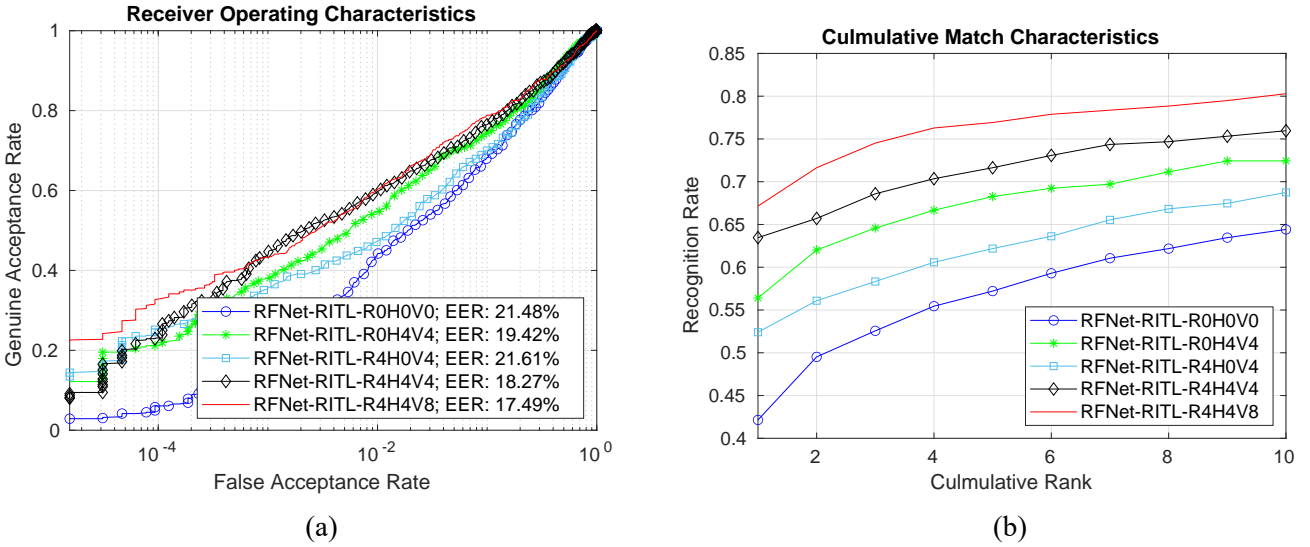 Receiver Operating Characteristics
1
0.8
0.6
0.4
0.2
0
Genuine Acceptance Rate
RFNet-RITL-R0H0V0; EER: 21.48%
RFNet-RITL-R0H4V4; EER: 19.42%
RFNet-RITL-R4H0V4; EER: 21.61%
RFNet-RITL-R4H4V4; EER: 18.27%
RFNet-RITL-R4H4V8; EER: 17.49%
10^-4 10^-2 10^0
False Acceptance Rate
(a)
Culmulative Match Characteristics
0.85
0.8
0.75
0.7
0.65
0.6
0.55
0.5
0.45
0.4
Recognition Rate
RFNet-RITL-R0H0V0
RFNet-RITL-R0H4V4
RFNet-RITL-R4H0V4
RFNet-RITL-R4H4V4
RFNet-RITL-R4H4V8
2 4 6 8 10
Culmulative Rank
(b)